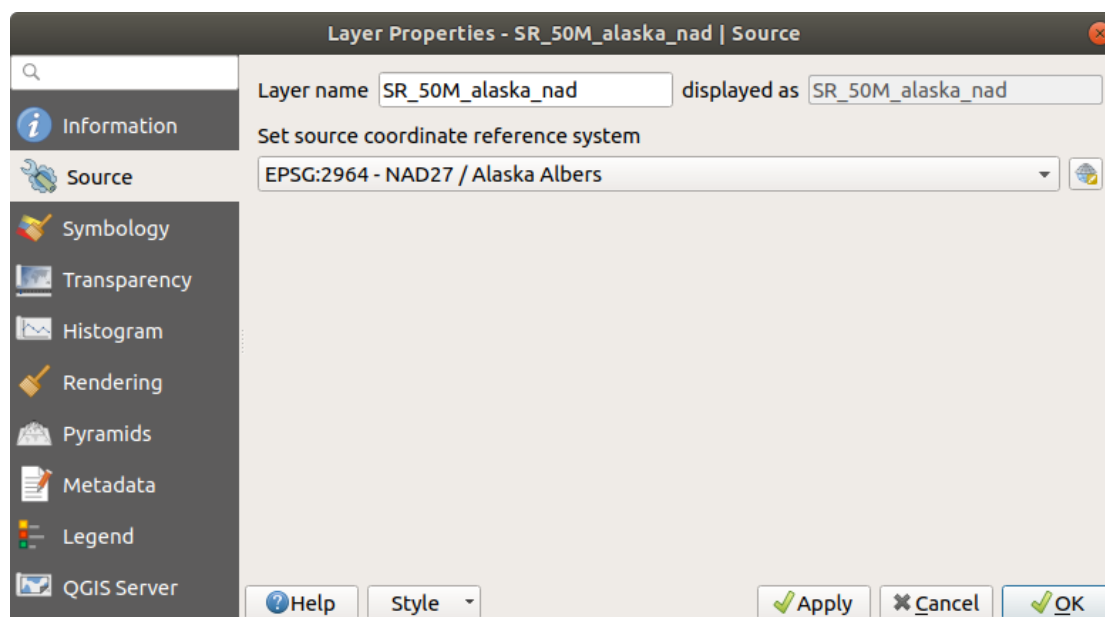 Layer Properties - SR_50M_alaska_nad | Source
Layer name SR_50M_alaska_nad displayed as SR_50M_alaska_nad
Information
Set source coordinate reference system
Source
EPSG:2964 - NAD27 / Alaska Albers
Symbology
Transparency
Histogram
Rendering
Pyramids
Metadata
Legend
QGIS Server
Help Style Apply Cancel OK